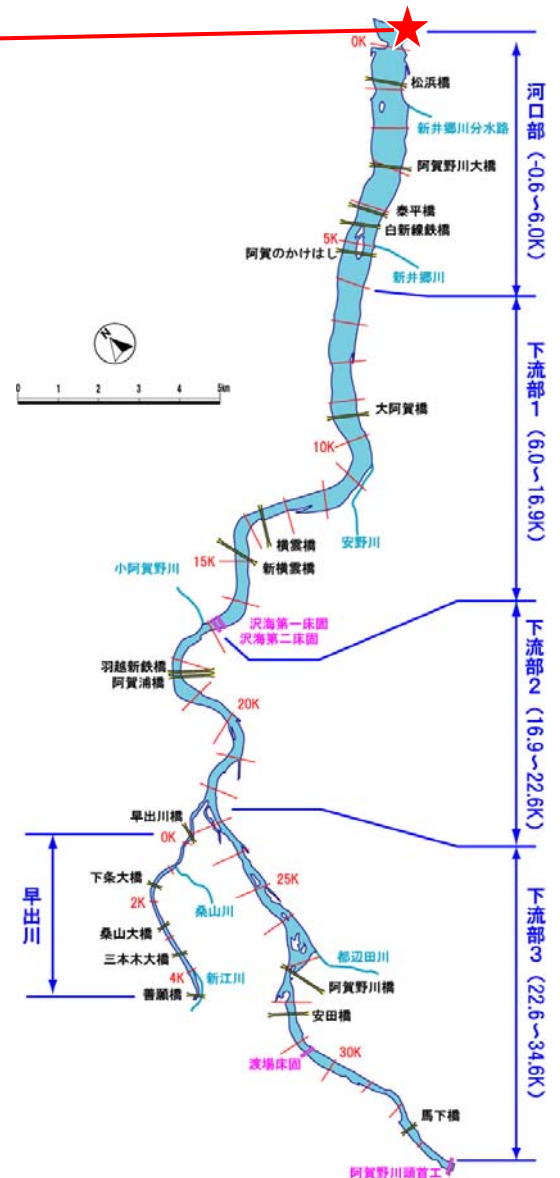 0K
松浜橋
新井郷川分水路
阿賀野川大橋
泰平橋
白新線鉄橋
5K
阿賀のかけはし
新井郷川
河口部（-0.6～6.0K）
N
0 1 2 3 4 5km
大阿賀橋
10K
安野川
横雲橋
新横雲橋
15K
小阿賀野川
沢海第一床固
沢海第二床固
下流部1（6.0～16.9K）
羽越新鉄橋
阿賀浦橋
20K
下流部2（16.9～22.6K）
早出川橋
0K
下条大橋
2K
桑山川
桑山大橋
三本木大橋
4K
新江川
善願橋
早出川
25K
都辺田川
阿賀野川橋
安田橋
渡場床固
30K
馬下橋
阿賀野川頭首工
下流部3（22.6～34.6K）